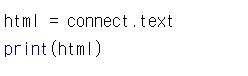 html = connect.text
print(html)